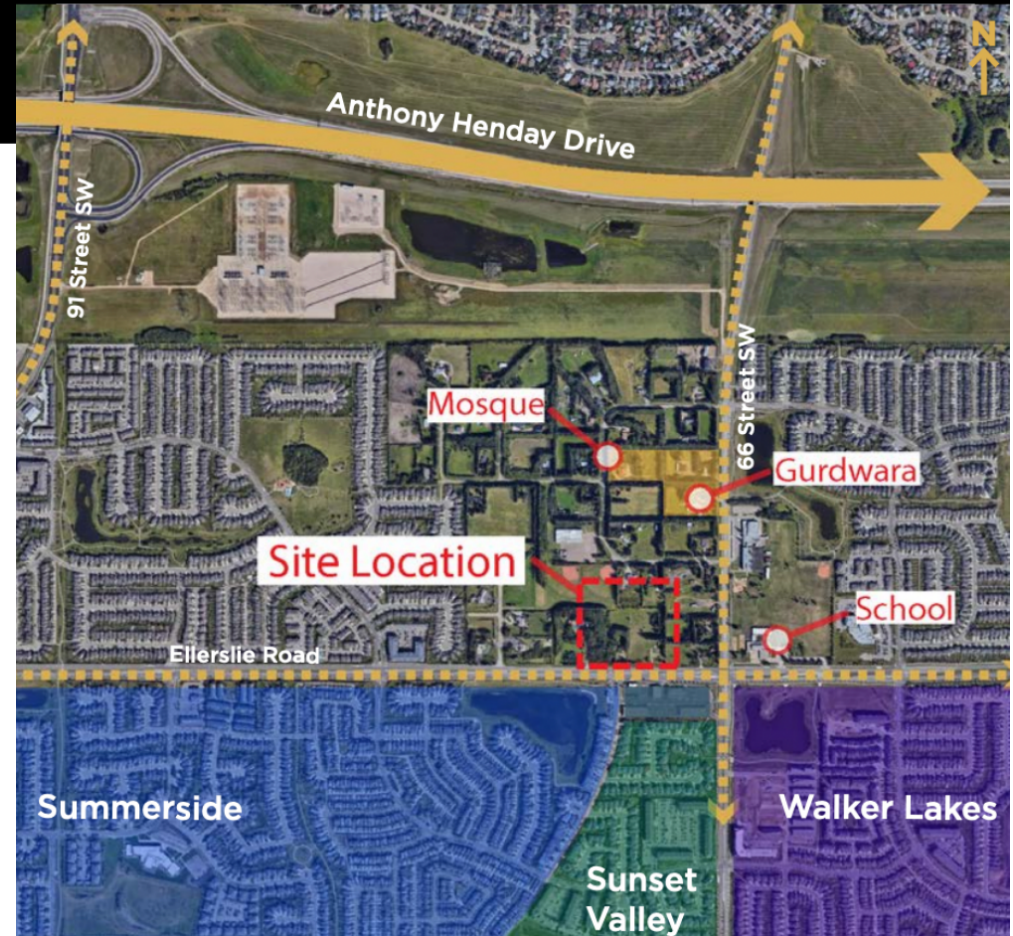 N
Anthony Henday Drive
91 Street SW
66 Street SW
Mosque
Gurdwara
Site Location
School
Ellerslie Road
Summerside
Walker Lakes
Sunset
Valley